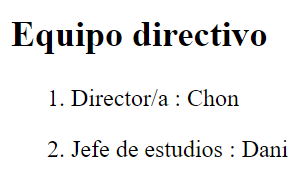 Equipo directivo
1. Director/a : Chon
2. Jefe de estudios : Dani